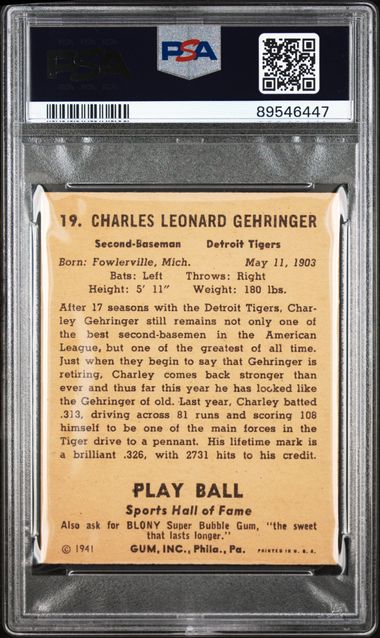 PSA
PSA
89546447
19. CHARLES LEONARD GEHRINGER
Second-Baseman Detroit Tigers
Born: Fowlerville, Mich. May 11, 1903
Bats: Left Throws: Right
Height: 5' 11" Weight: 180 lbs.
After 17 seasons with the Detroit Tigers, Char-
ley Gehringer still remains not only one of
the best second-basemen in the American
League, but one of the greatest of all time.
Just when they begin to say that Gehringer is
retiring, Charley comes back stronger than
ever and thus far this year he has looked like
the Gehringer of old. Last year, Charley batted
.313, driving across 81 runs and scoring 108
himself to be one of the main forces in the
Tiger drive to a pennant. His lifetime mark is
a brilliant .326, with 2731 hits to his credit.
PLAY BALL
Sports Hall of Fame
Also ask for BLONY Super Bubble Gum, "the sweet
that lasts longer."
© 1941 GUM, INC., Phila., Pa. PRINTED IN U. S. A.